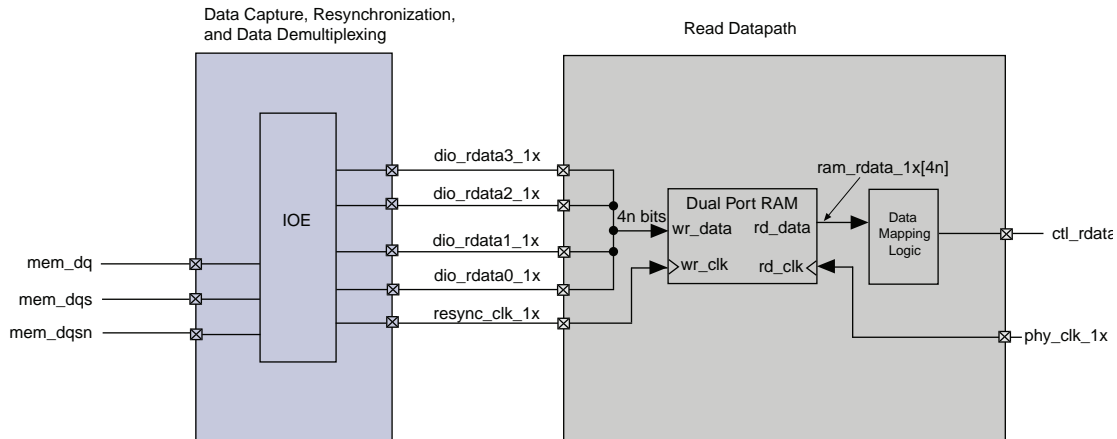 Data Capture, Resynchronization,
and Data Demultiplexing
Read Datapath
IOE
mem_dq
mem_dqs
mem_dqsn
dio_rdata3_1x
dio_rdata2_1x
dio_rdata1_1x
dio_rdata0_1x
resync_clk_1x
4n bits
Dual Port RAM
wr_data
rd_data
wr_clk
rd_clk
ram_rdata_1x[4n]
Data
Mapping
Logic
ctl_rdata
phy_clk_1x